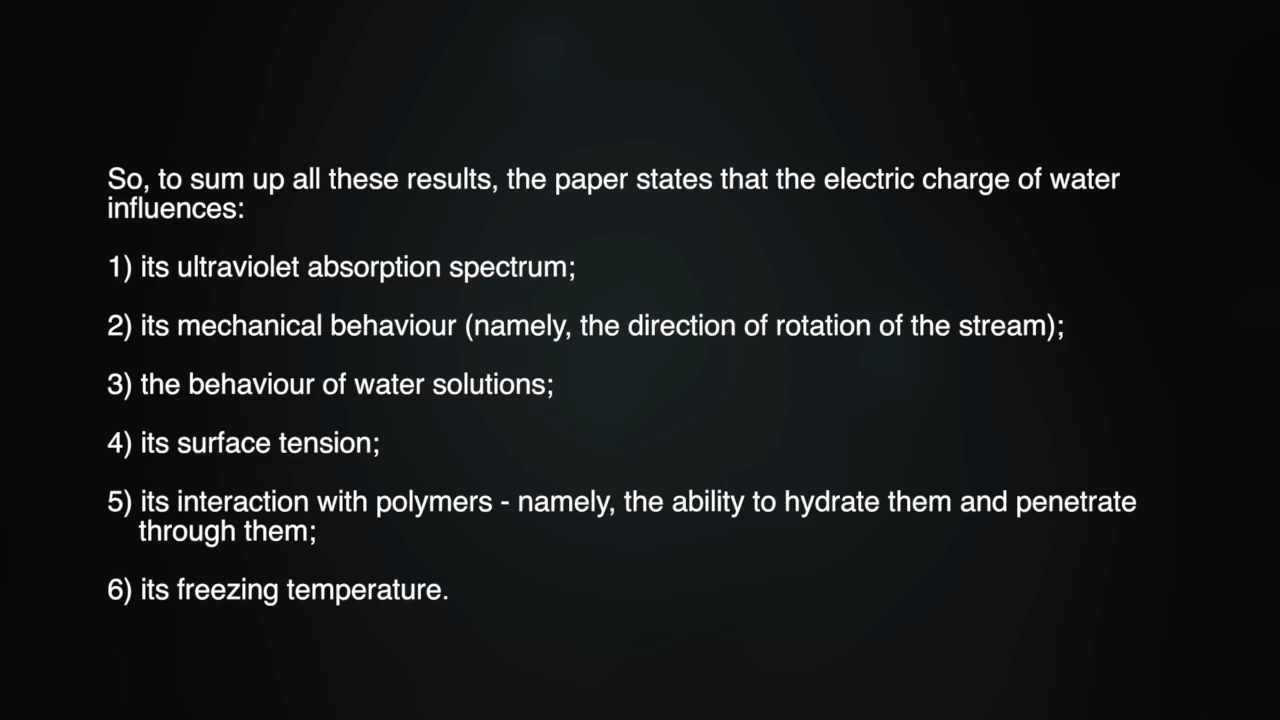 So, to sum up all these results, the paper states that the electric charge of water
influences:
1) its ultraviolet absorption spectrum;
2) its mechanical behaviour (namely, the direction of rotation of the stream);
3) the behaviour of water solutions;
4) its surface tension;
5) its interaction with polymers - namely, the ability to hydrate them and penetrate
through them;
6) its freezing temperature.